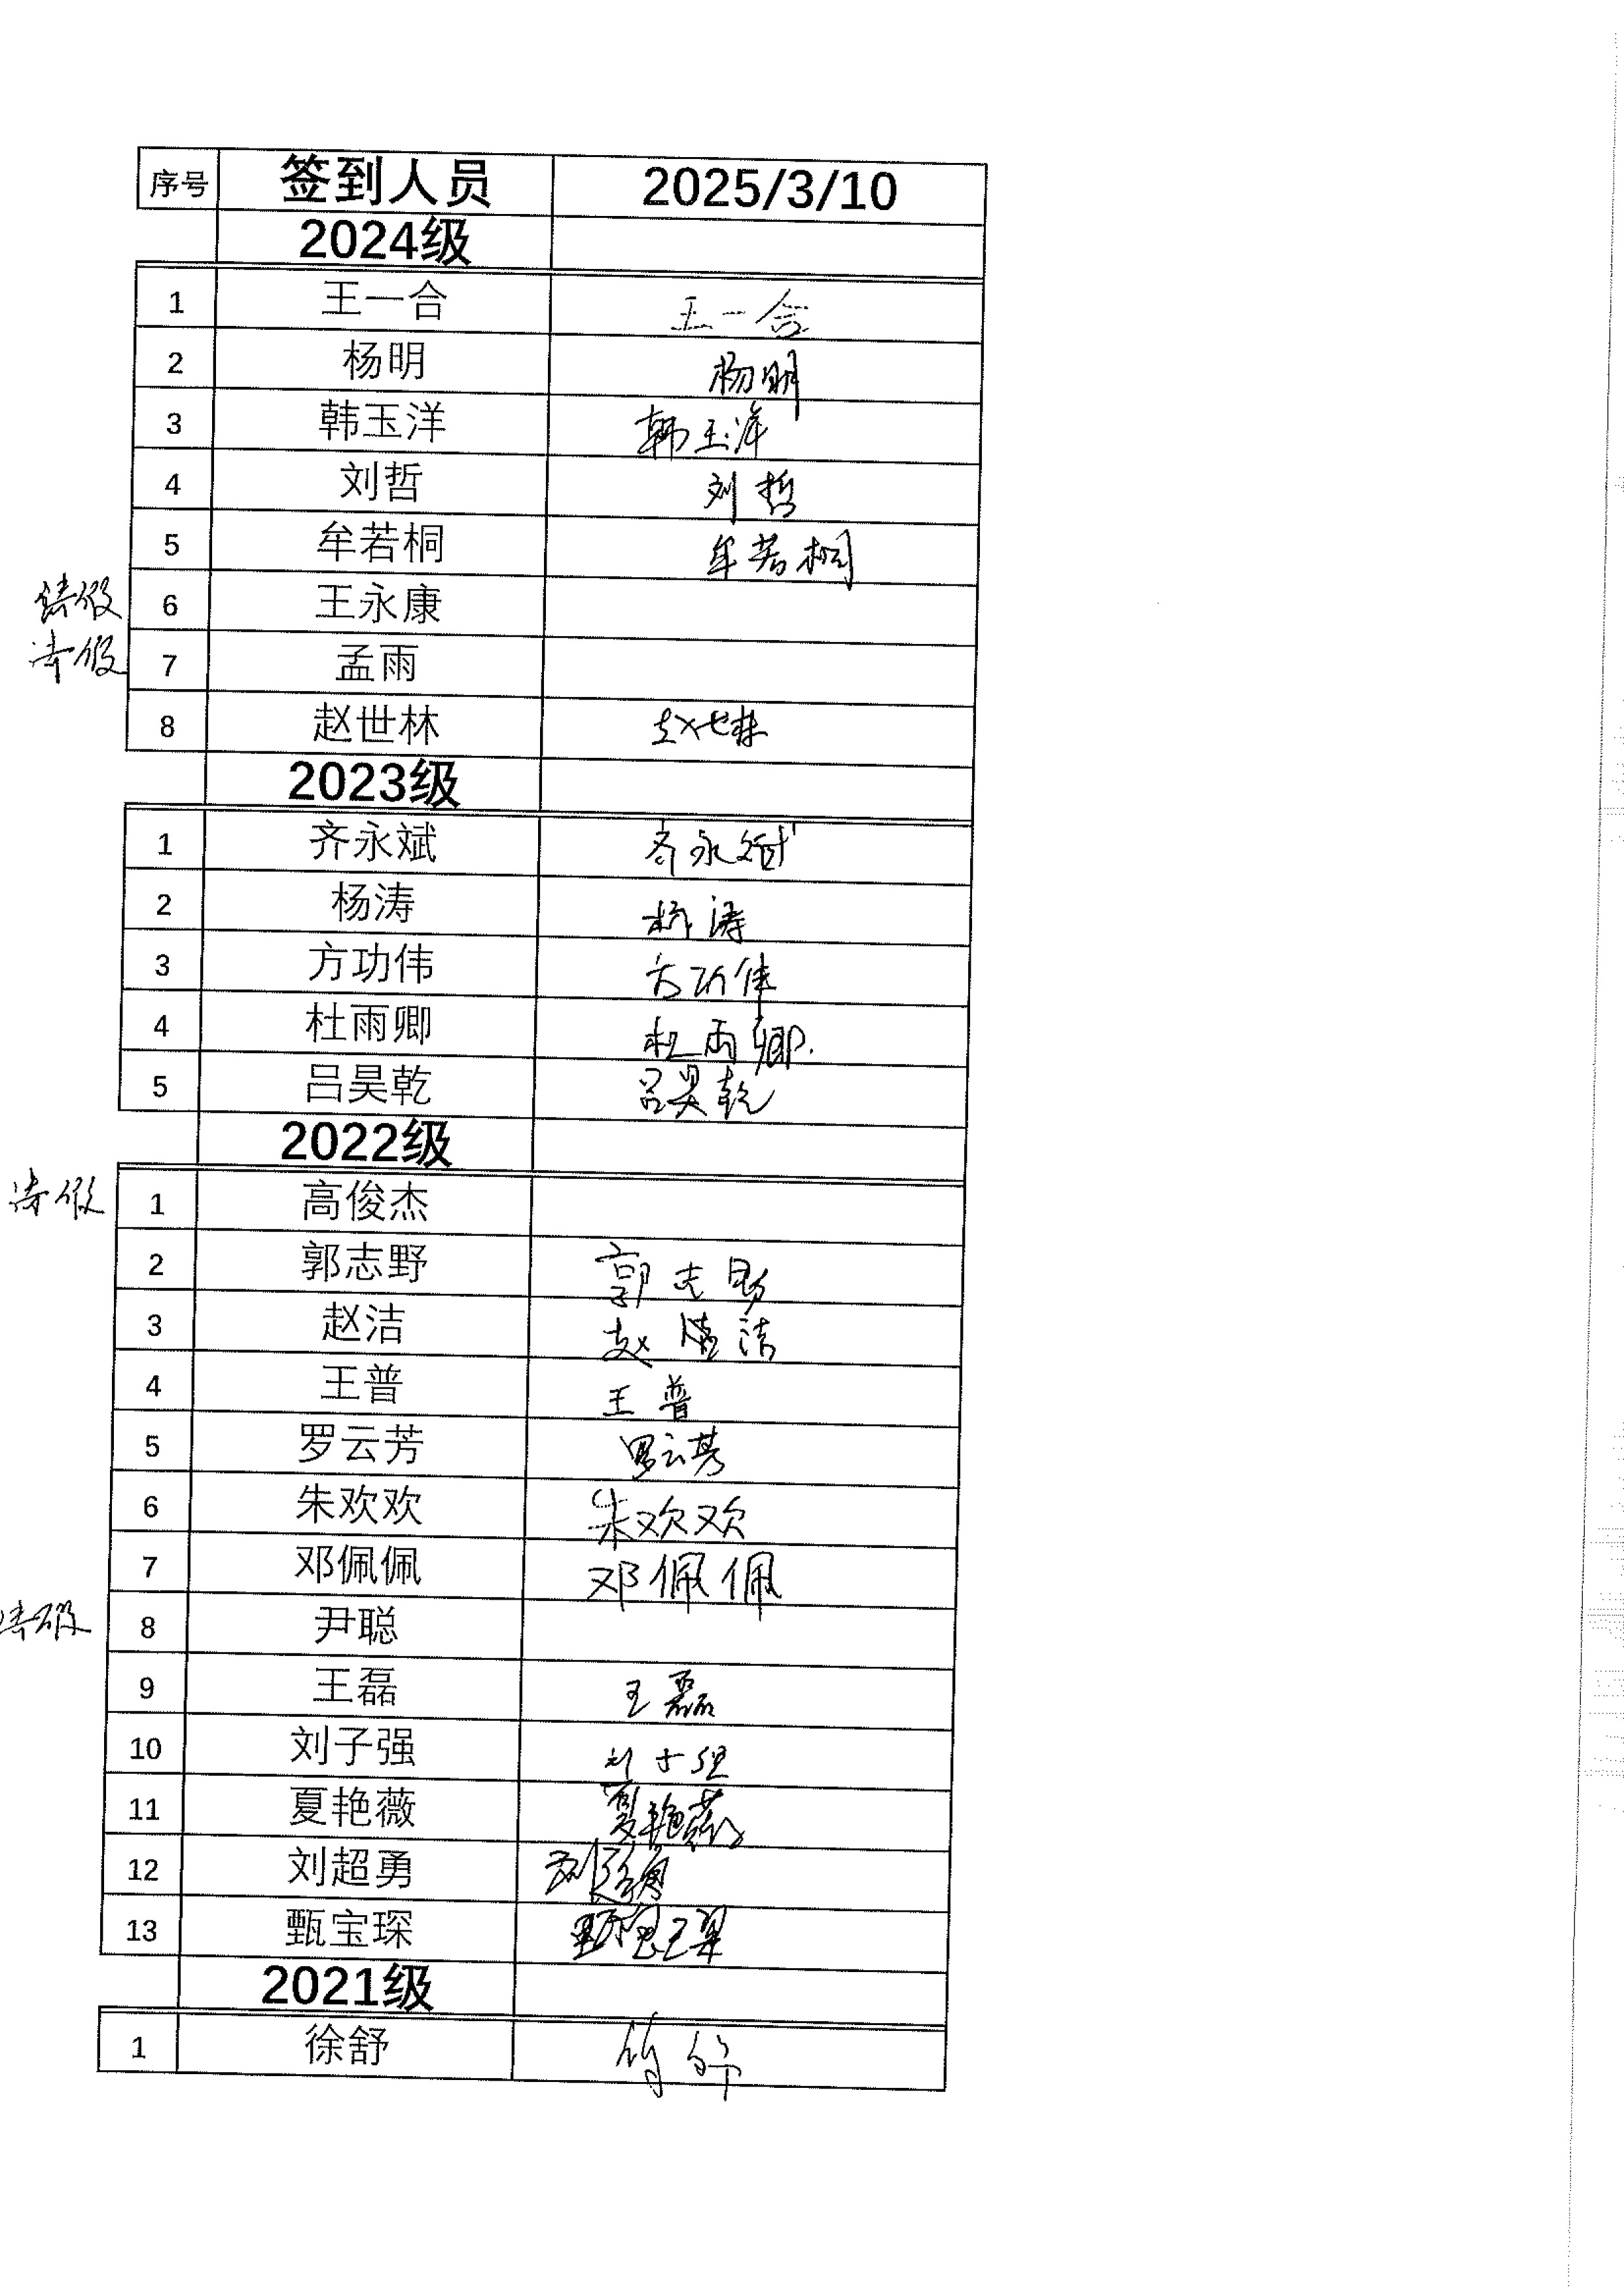 序号 签到人员 2025/3/10
2024级
1 王一合 王一合
2 杨明 杨明
3 韩玉洋 韩玉洋
4 刘哲 刘哲
5 牟若桐 牟若桐
请假 6 王永康
请假 7 孟雨
8 赵世林 赵世林
2023级
1 齐永斌 齐永斌
2 杨涛 杨涛
3 方功伟 方功伟
4 杜雨卿 杜雨卿.
5 吕昊乾 吕昊乾
2022级
请假 1 高俊杰
2 郭志野 郭志野
3 赵洁 赵洁
4 王普 王普
5 罗云芳 罗云芳
6 朱欢欢 朱欢欢
7 邓佩佩 邓佩佩
请假 8 尹聪
9 王磊 王磊
10 刘子强 刘子强
11 夏艳薇 夏艳薇
12 刘超勇 刘超勇
13 甄宝琛 甄宝琛
2021级
1 徐舒 徐舒